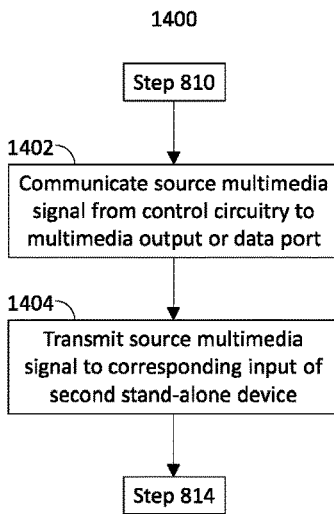 1400
Step 810
1402
Communicate source multimedia
signal from control circuitry to
multimedia output or data port
1404
Transmit source multimedia
signal to corresponding input of
second stand-alone device
Step 814